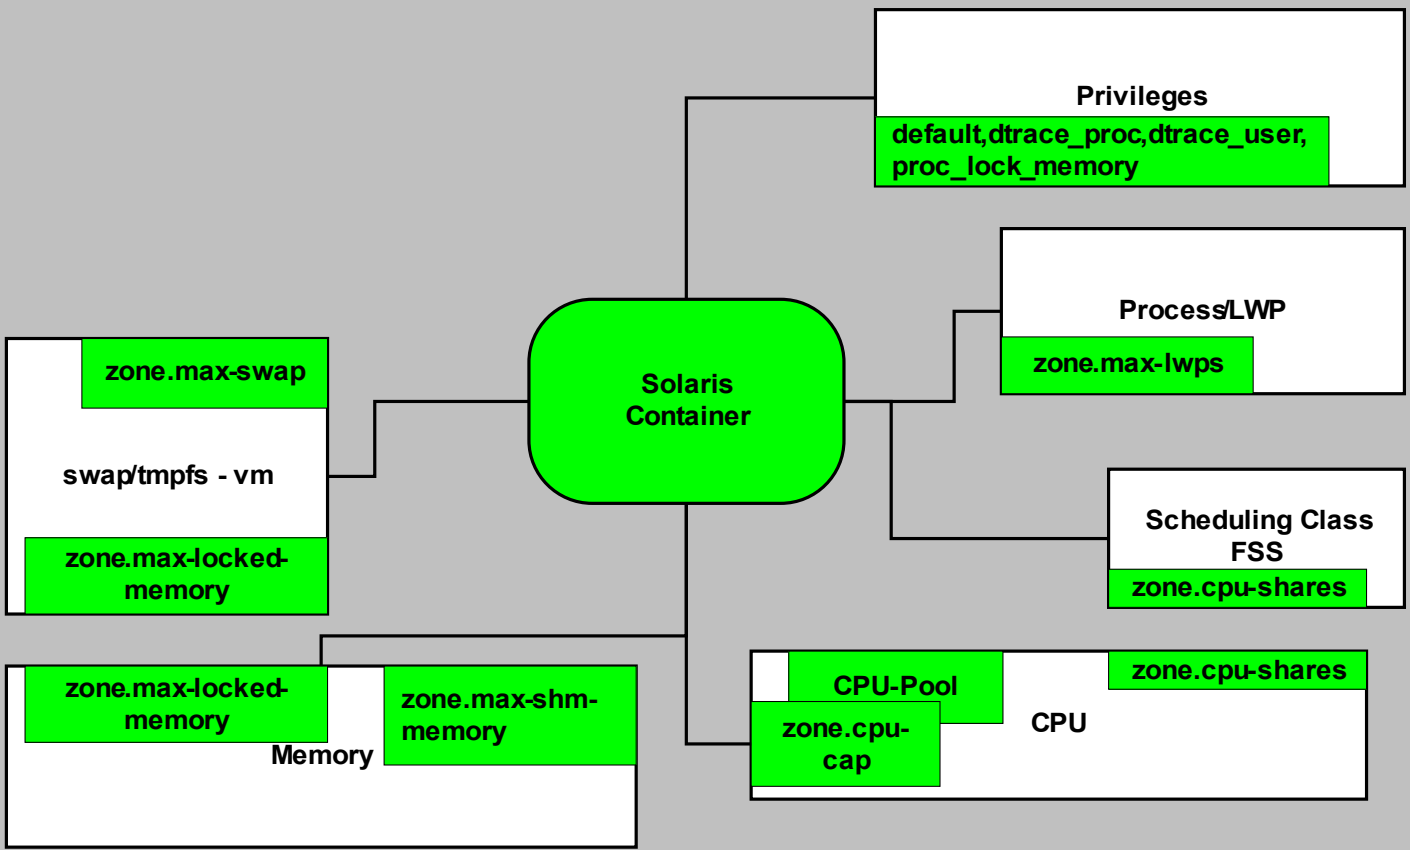 Privileges
default,dtrace_proc,dtrace_user,
proc_lock_memory
Process/LWP
zone.max-lwps
Solaris
Container
zone.max-swap
swap/tmpfs - vm
zone.max-locked-
memory
Scheduling Class
FSS
zone.cpu-shares
zone.max-locked-
memory
zone.max-shm-
memory
Memory
CPU-Pool
zone.cpu-shares
CPU
zone.cpu-
cap